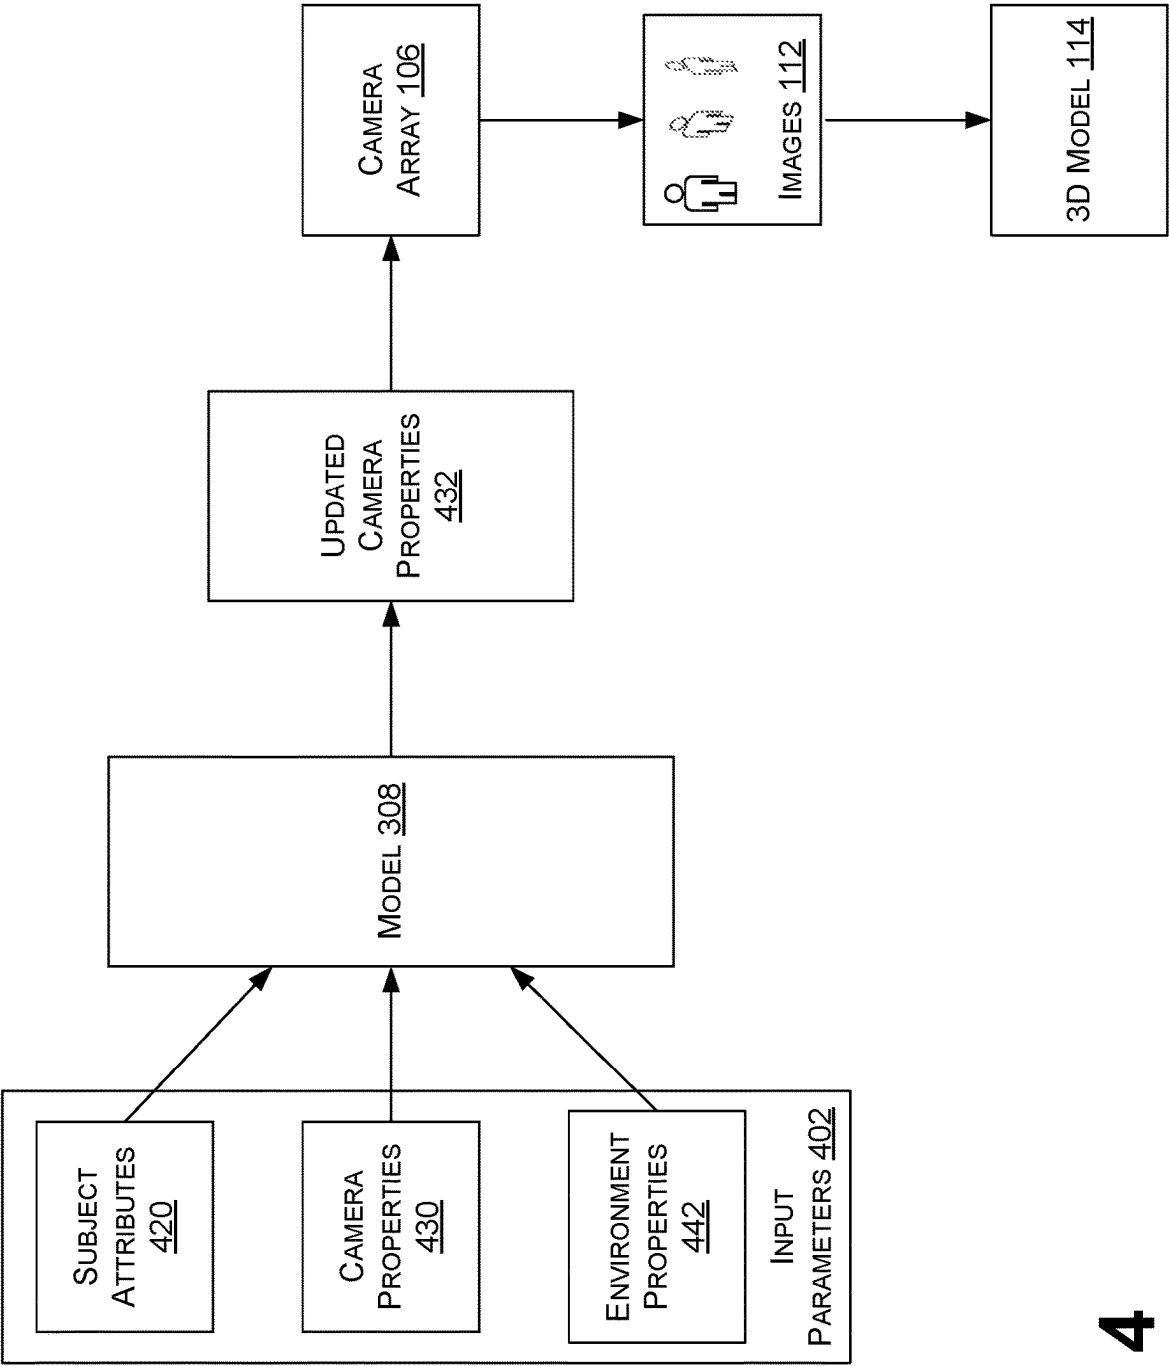 SUBJECT
ATTRIBUTES
420
CAMERA
PROPERTIES
430
ENVIRONMENT
PROPERTIES
442
INPUT
PARAMETERS 402
MODEL 308
UPDATED
CAMERA
PROPERTIES
432
CAMERA
ARRAY 106
IMAGES 112
3D MODEL 114
4